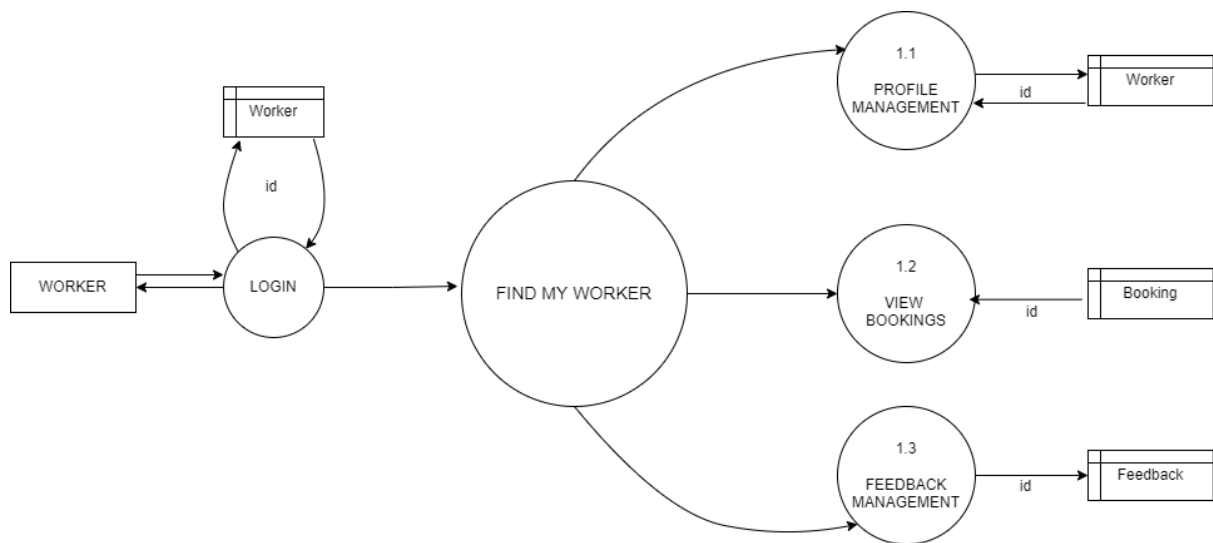 Worker
id
WORKER
LOGIN
FIND MY WORKER
1.1
PROFILE
MANAGEMENT
id
Worker
1.2
VIEW
BOOKINGS
id
Booking
1.3
FEEDBACK
MANAGEMENT
id
Feedback